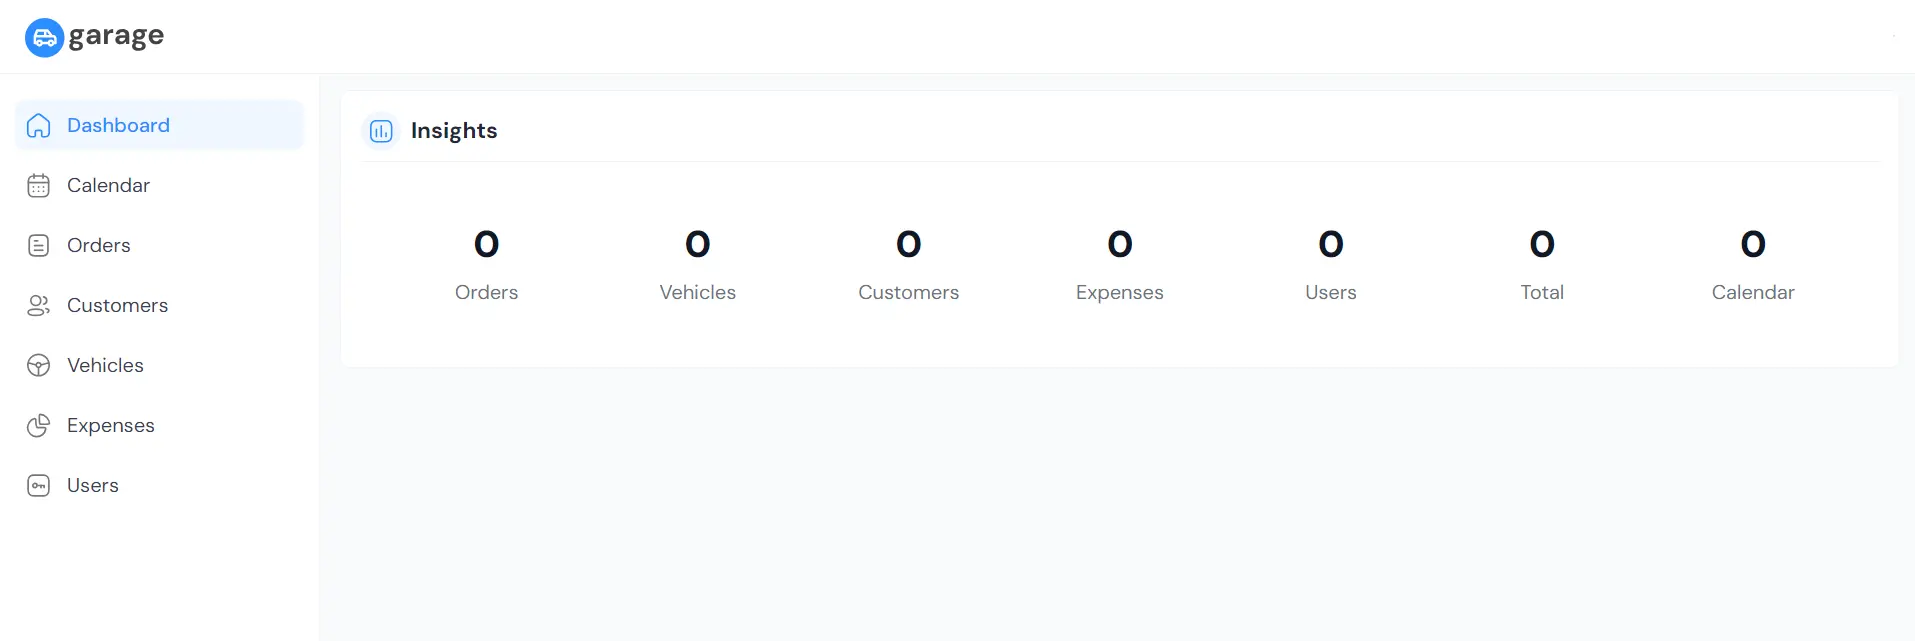 garage
Dashboard
Calendar
Orders
Customers
Vehicles
Expenses
Users
Insights
0 0 0 0 0 0 0
Orders Vehicles Customers Expenses Users Total Calendar